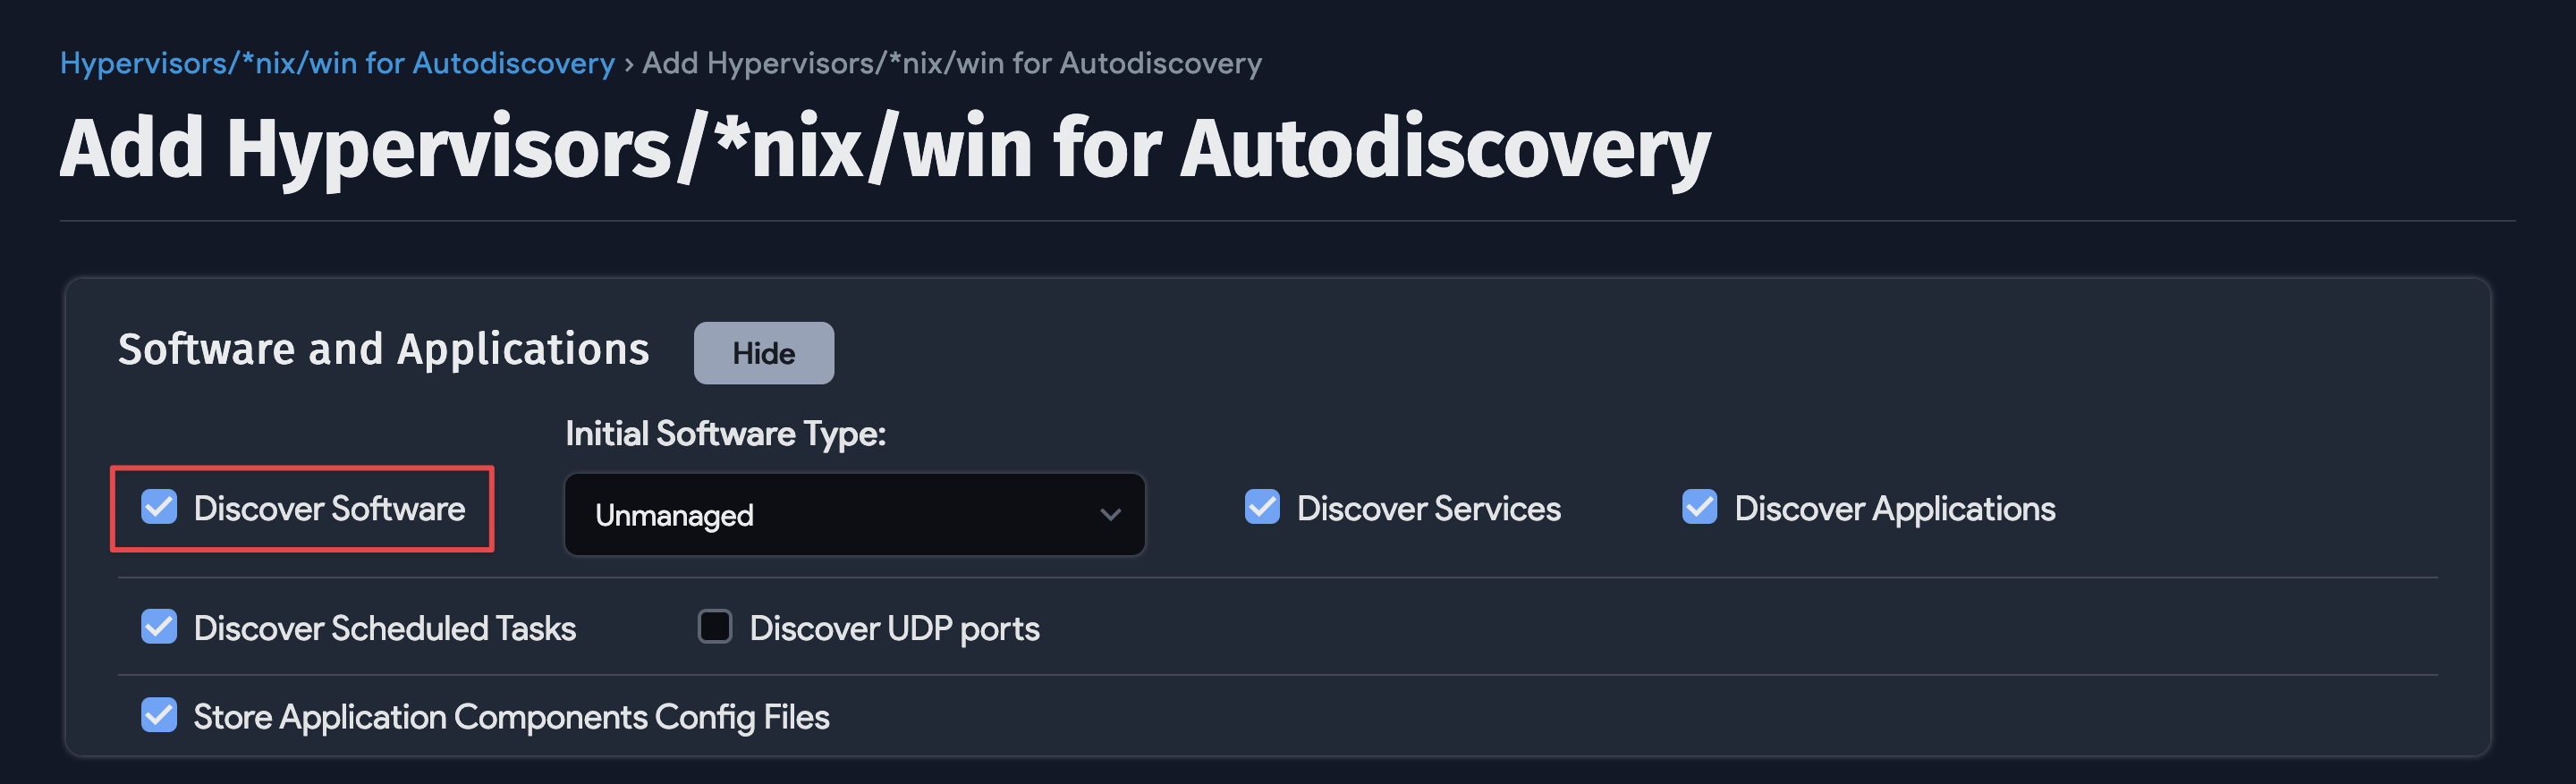 Hypervisors/*nix/win for Autodiscovery › Add Hypervisors/*nix/win for Autodiscovery
Add Hypervisors/*nix/win for Autodiscovery
Software and Applications Hide
Initial Software Type:
Discover Software Unmanaged Discover Services Discover Applications
Discover Scheduled Tasks Discover UDP ports
Store Application Components Config Files